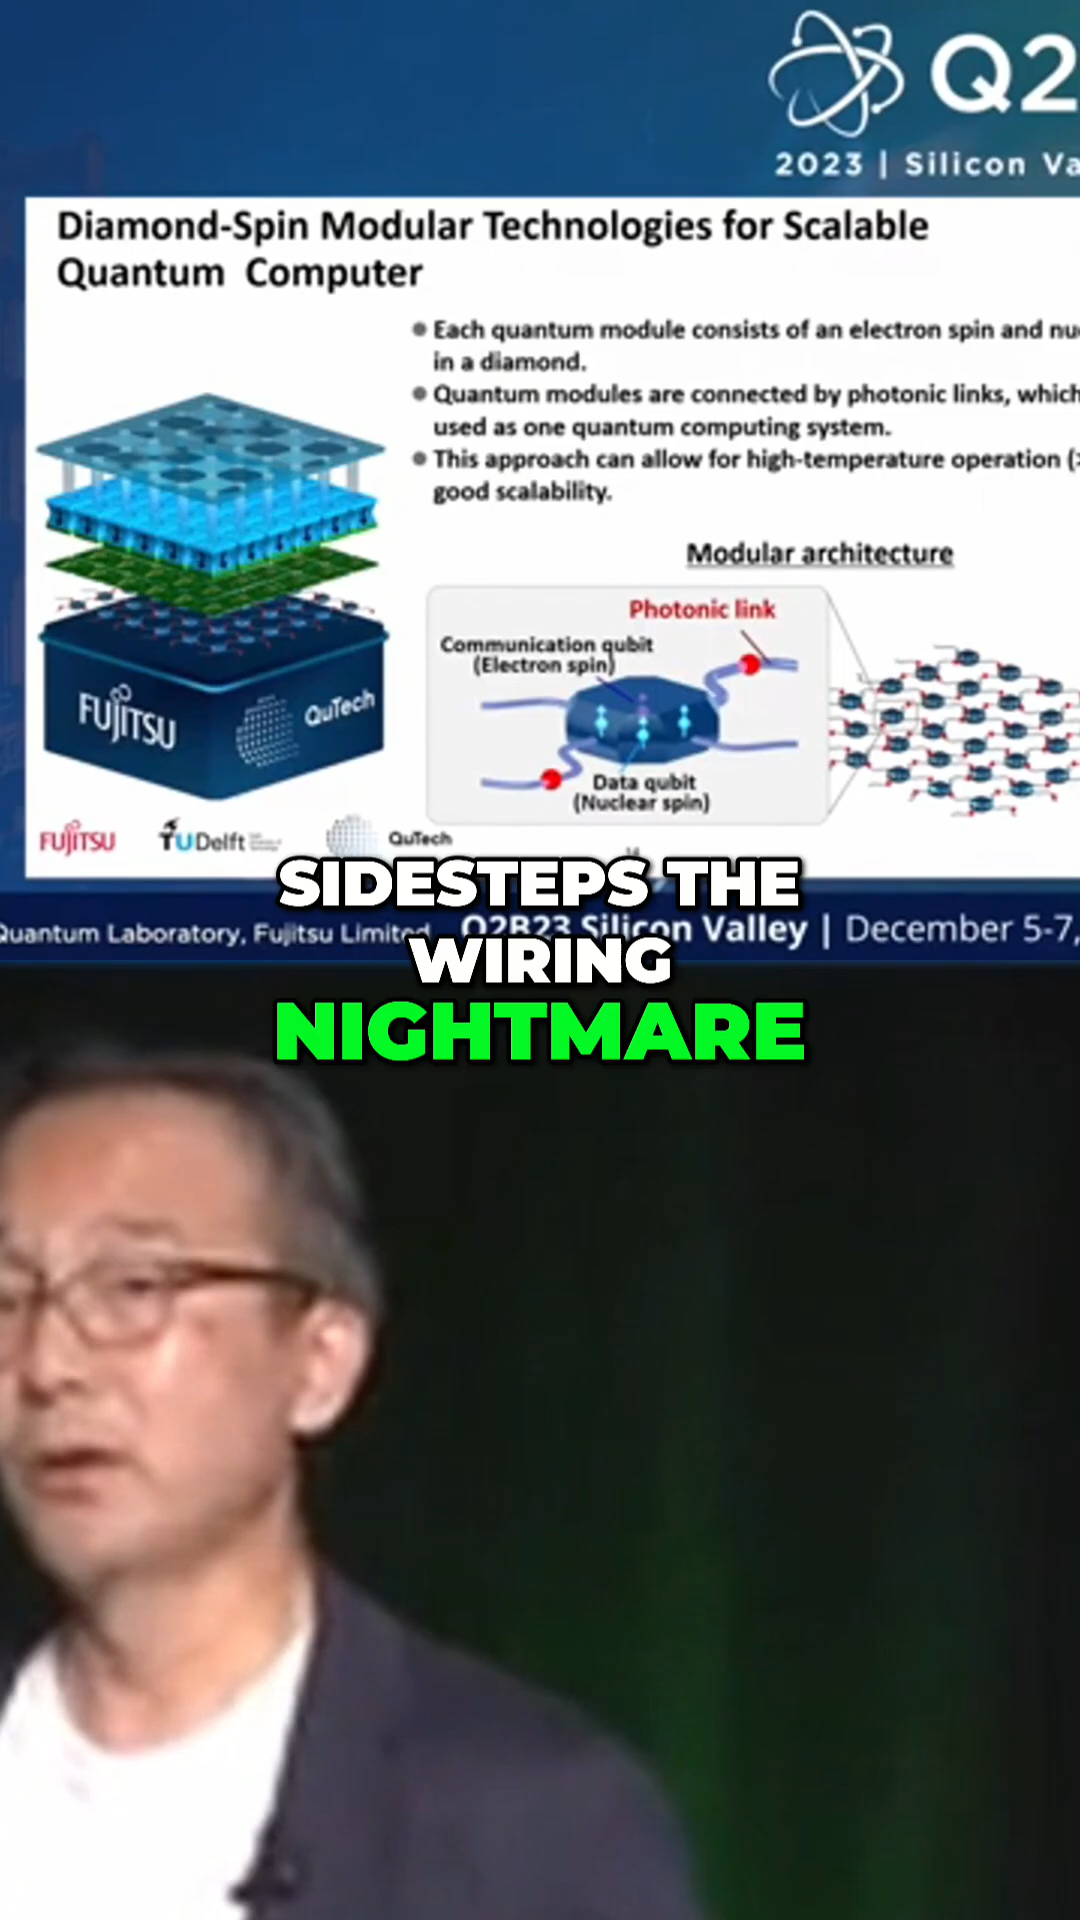 Q2
2023 | Silicon Va
Diamond-Spin Modular Technologies for Scalable
Quantum Computer
Each quantum module consists of an electron spin and nu
in a diamond.
Quantum modules are connected by photonic links, which
used as one quantum computing system.
This approach can allow for high-temperature operation (
good scalability.
Modular architecture
Photonic link
Communication qubit
(Electron spin)
Data qubit
(Nuclear spin)
FUJITSU
QuTech
FUJITSU
TUDelft
QuTech
SIDESTEPS THE
WIRING
NIGHTMARE
Quantum Laboratory, Fujitsu Limited
Q2B23 Silicon Valley | December 5-7,